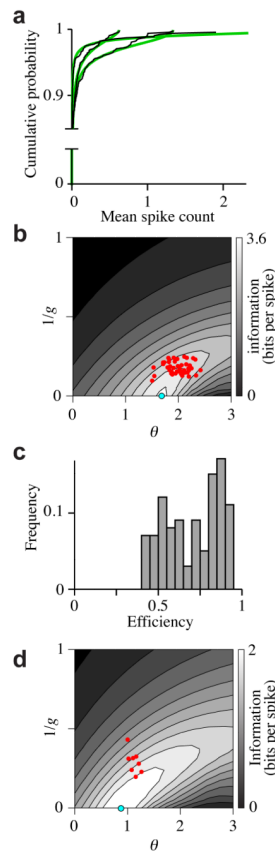 a
Cumulative probability
0.9
0
0 1 2
Mean spike count
b
1
1/g
0
0 1 2 3
θ
3.6
0
information
(bits per spike)
c
Frequency
0.1
0
0 0.5 1
Efficiency
d
1
1/g
0
0 1 2 3
θ
2
0
Information
(bits per spike)